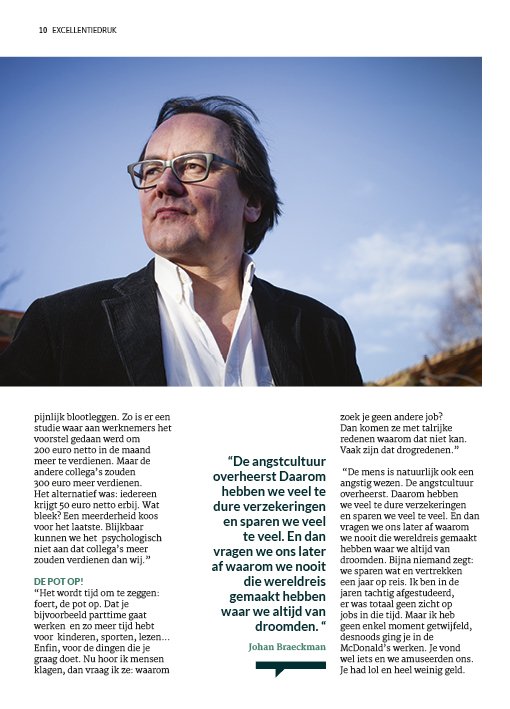 10 EXCELLENTIEDRUK
pijnlijk blootleggen. Zo is er een
studie waar aan werknemers het
voorstel gedaan werd om
200 euro netto in de maand
meer te verdienen. Maar de
andere collega’s zouden
300 euro meer verdienen.
Het alternatief was: iedereen
krijgt 50 euro netto erbij. Wat
bleek? Een meerderheid koos
voor het laatste. Blijkbaar
kunnen we het psychologisch
niet aan dat collega’s meer
zouden verdienen dan wij.”
DE POT OP!
“Het wordt tijd om te zeggen:
foert, de pot op. Dat je
bijvoorbeeld parttime gaat
werken en zo meer tijd hebt
voor kinderen, sporten, lezen…
Enfin, voor de dingen die je
graag doet. Nu hoor ik mensen
klagen, dan vraag ik ze: waarom
“De angstcultuur
overheerst Daarom
hebben we veel te
dure verzekeringen
en sparen we veel
te veel. En dan
vragen we ons later
af waarom we nooit
die wereldreis
gemaakt hebben
waar we altijd van
droomden. “
Johan Braeckman
zoek je geen andere job?
Dan komen ze met talrijke
redenen waarom dat niet kan.
Vaak zijn dat drogredenen.”
“De mens is natuurlijk ook een
angstig wezen. De angstcultuur
overheerst. Daarom hebben
we veel te dure verzekeringen
en sparen we veel te veel. En dan
vragen we ons later af waarom
we nooit die wereldreis gemaakt
hebben waar we altijd van
droomden. Bijna niemand zegt:
we sparen wat en vertrekken
een jaar op reis. Ik ben in de
jaren tachtig afgestudeerd,
er was totaal geen zicht op
jobs in die tijd. Maar ik heb
geen enkel moment getwijfeld,
desnoods ging je in de
McDonald’s werken. Je vond
wel iets en we amuseerden ons.
Je had lol en heel weinig geld.